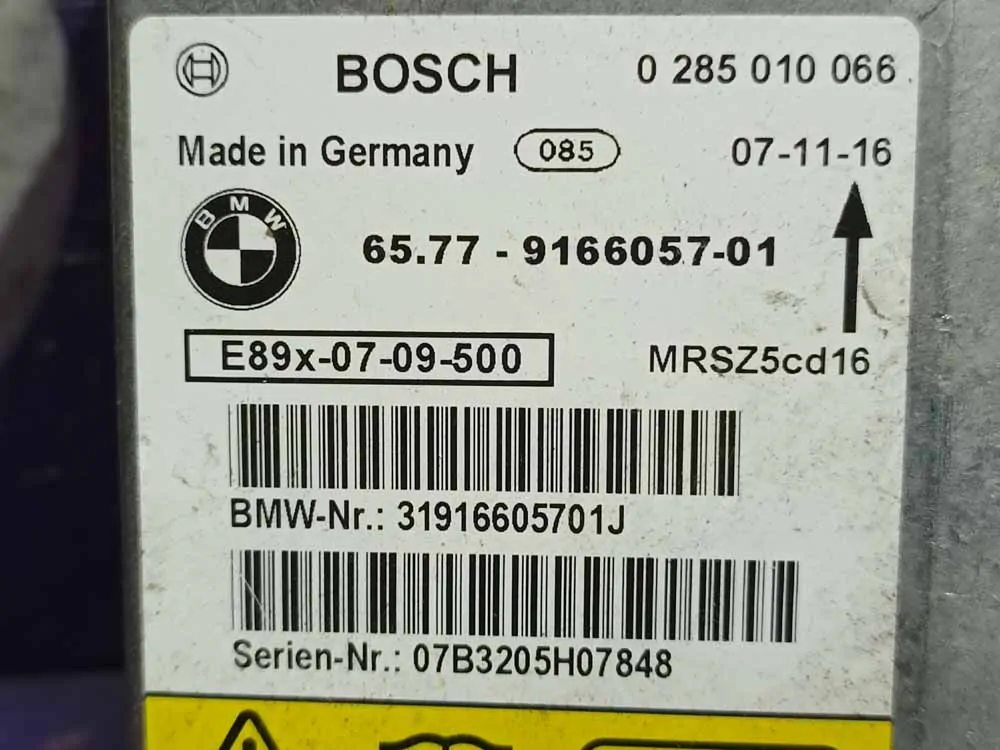 BOSCH 0 285 010 066
Made in Germany 085 07-11-16
BMW
65.77 - 9166057-01
E89x-07-09-500 MRSZ5cd16
BMW-Nr.: 31916605701J
Serien-Nr.: 07B3205H07848